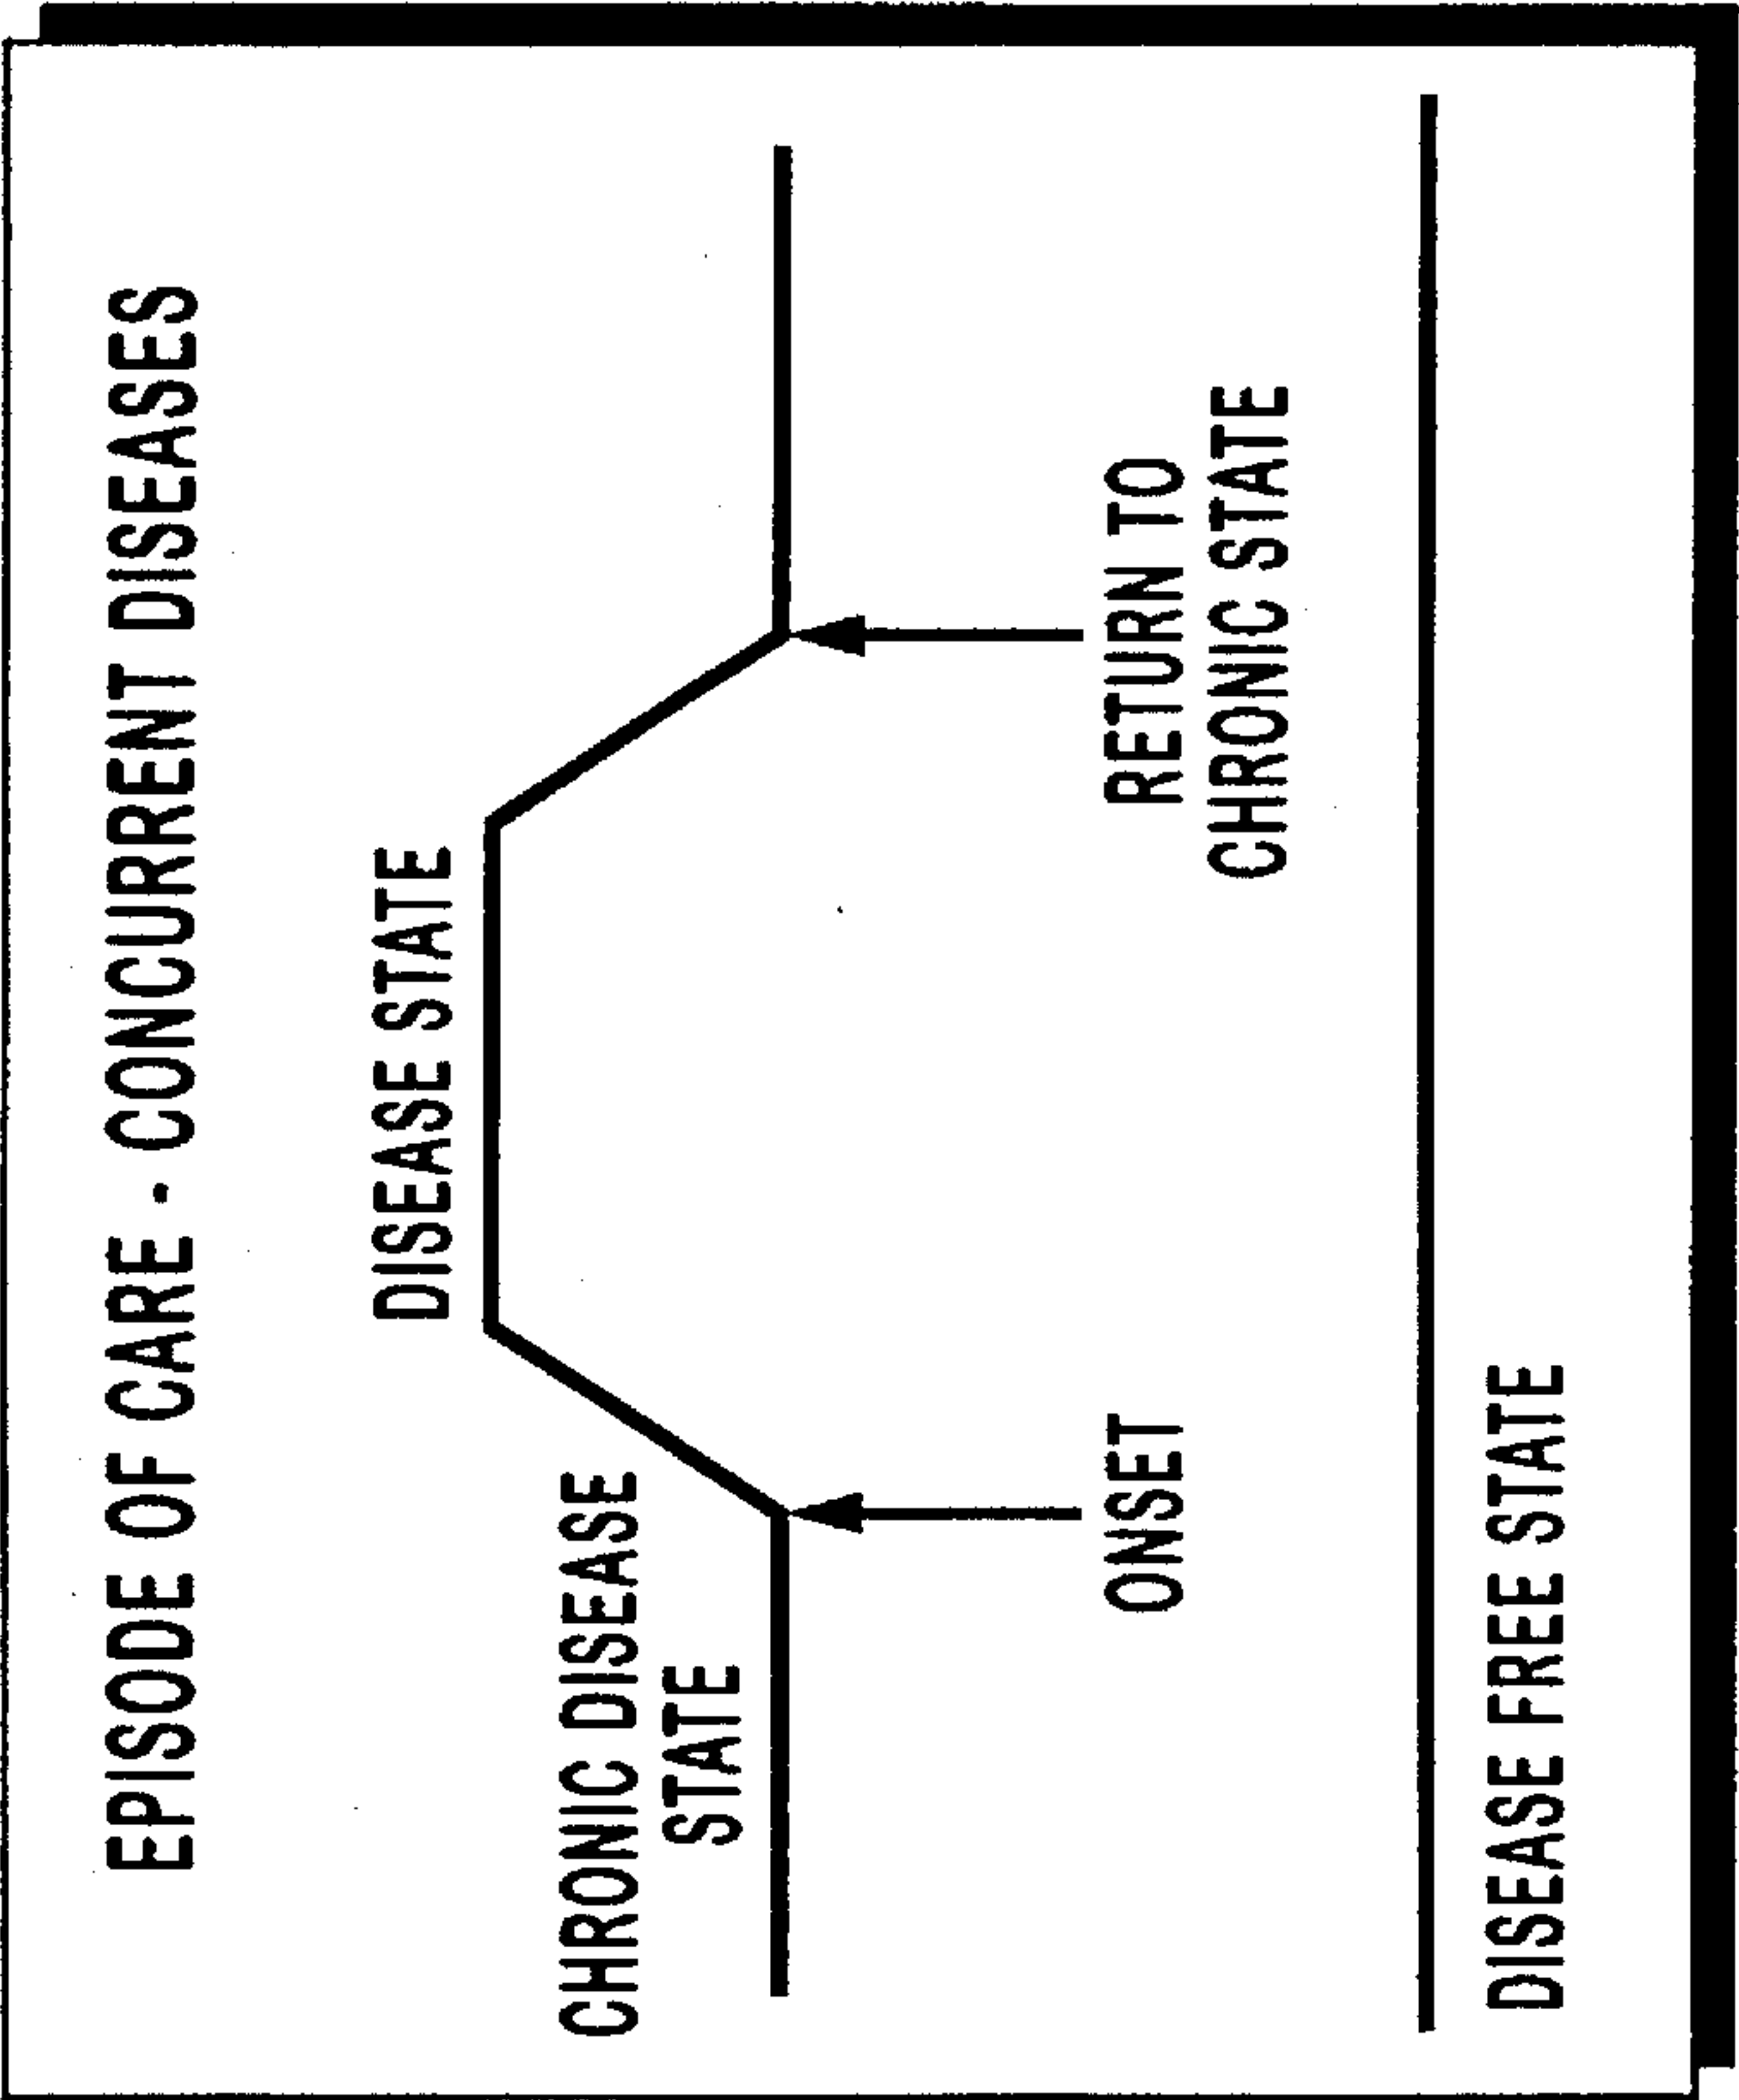 EPISODE OF CARE - CONCURRENT DISEASES
DISEASE STATE
CHRONIC DISEASE
STATE
ONSET
RETURN TO
CHRONIC STATE
DISEASE FREE STATE